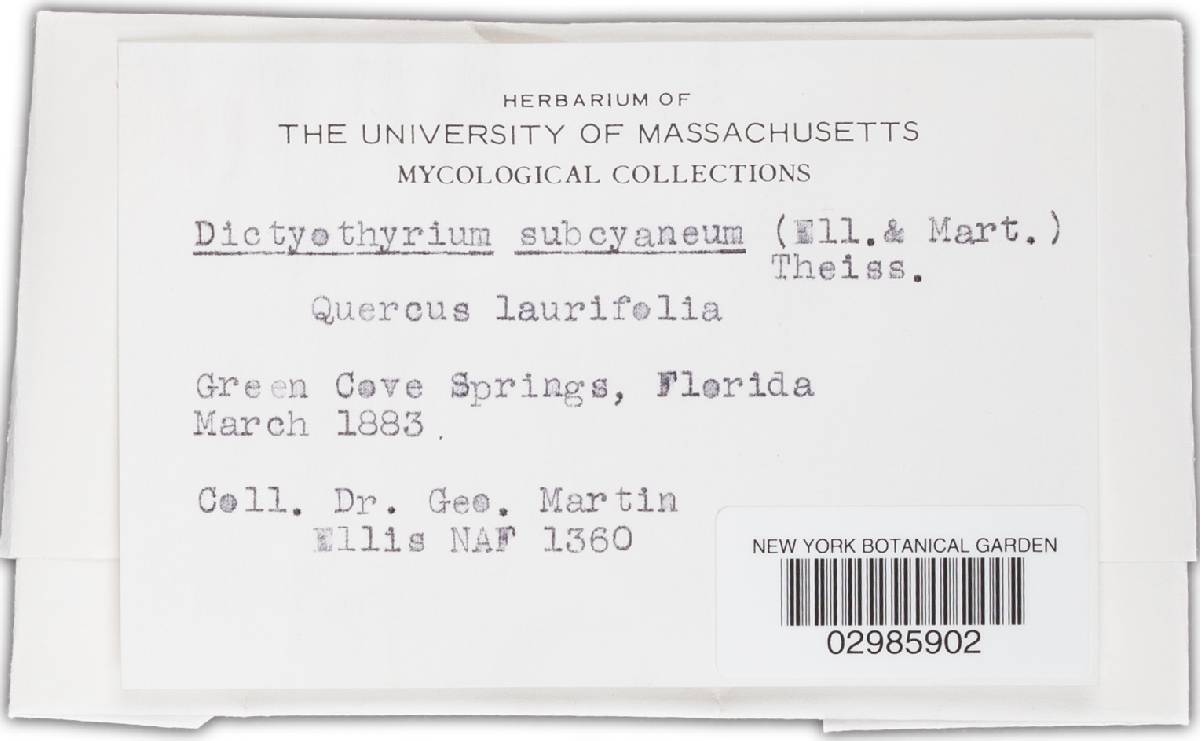 HERBARIUM OF
THE UNIVERSITY OF MASSACHUSETTS
MYCOLOGICAL COLLECTIONS
Dictyothyrium subcyaneum (Ell.& Mart.)
Theiss.
Quercus laurifolia
Green Cove Springs, Florida
March 1883.
Coll. Dr. Geo. Martin
Ellis NAF 1360
NEW YORK BOTANICAL GARDEN
02985902